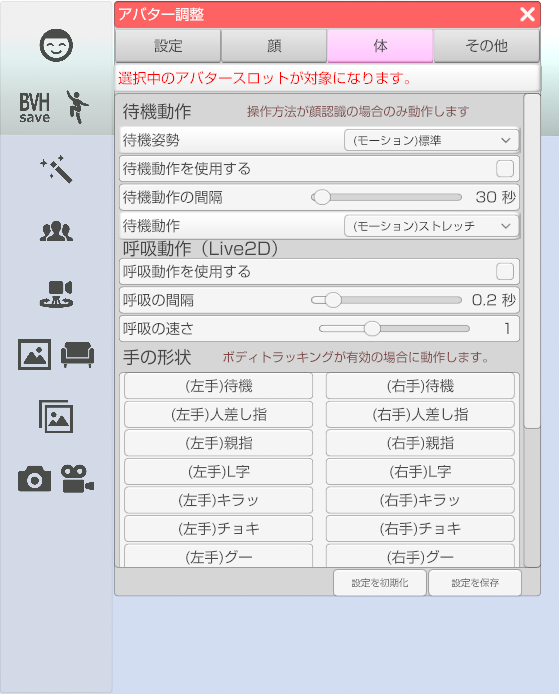 アバター調整
設定 顔 体 その他
選択中のアバタースロットが対象になります。
BVH
save
待機動作 操作方法が顔認識の場合のみ動作します
待機姿勢 (モーション)標準
待機動作を使用する
待機動作の間隔 30 秒
待機動作 (モーション)ストレッチ
呼吸動作（Live2D）
呼吸動作を使用する
呼吸の間隔 0.2 秒
呼吸の速さ 1
手の形状 ボディトラッキングが有効の場合に動作します。
(左手)待機 (右手)待機
(左手)人差し指 (右手)人差し指
(左手)親指 (右手)親指
(左手)L字 (右手)L字
(左手)キラッ (右手)キラッ
(左手)チョキ (右手)チョキ
(左手)グー (右手)グー
設定を初期化 設定を保存